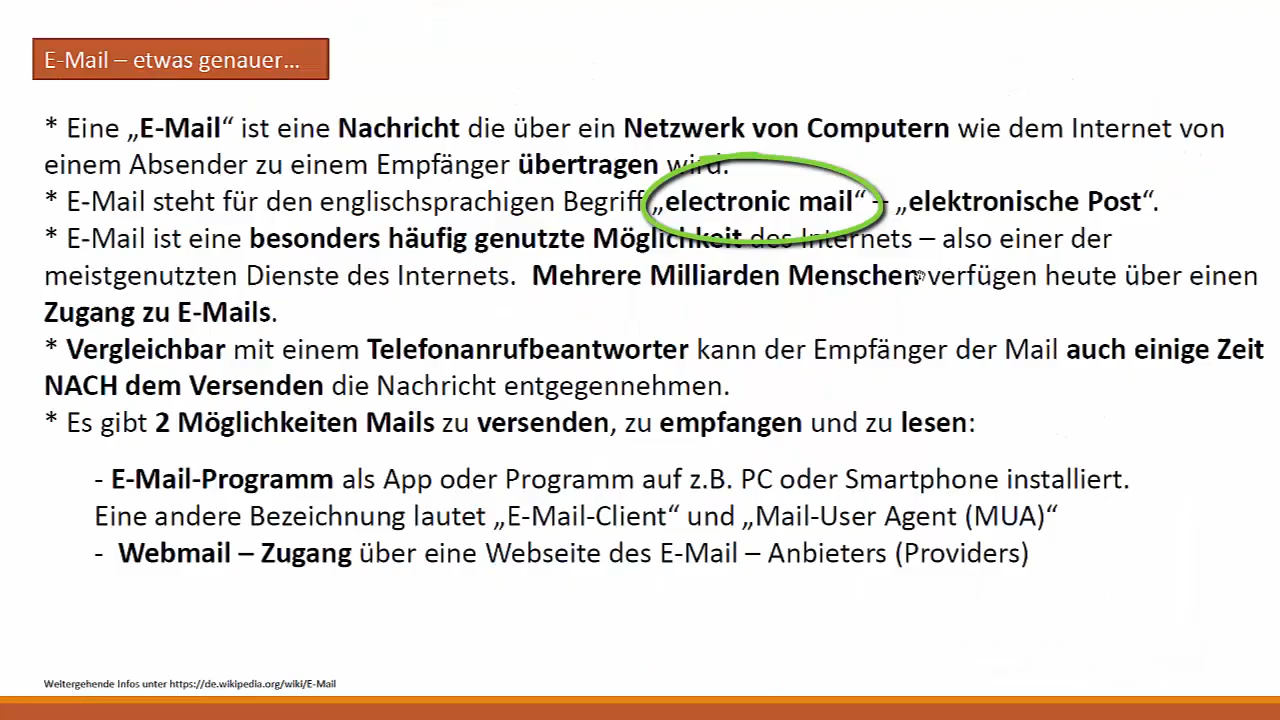 E-Mail – etwas genauer…
* Eine „E-Mail“ ist eine Nachricht die über ein Netzwerk von Computern wie dem Internet von
einem Absender zu einem Empfänger übertragen wird.
* E-Mail steht für den englischsprachigen Begriff „electronic mail“ – „elektronische Post“.
* E-Mail ist eine besonders häufig genutzte Möglichkeit des Internets – also einer der
meistgenutzten Dienste des Internets. Mehrere Milliarden Menschen verfügen heute über einen
Zugang zu E-Mails.
* Vergleichbar mit einem Telefonanrufbeantworter kann der Empfänger der Mail auch einige Zeit
NACH dem Versenden die Nachricht entgegennehmen.
* Es gibt 2 Möglichkeiten Mails zu versenden, zu empfangen und zu lesen:
- E-Mail-Programm als App oder Programm auf z.B. PC oder Smartphone installiert.
Eine andere Bezeichnung lautet „E-Mail-Client“ und „Mail-User Agent (MUA)“
- Webmail – Zugang über eine Webseite des E-Mail – Anbieters (Providers)
Weitergehende Infos unter https://de.wikipedia.org/wiki/E-Mail